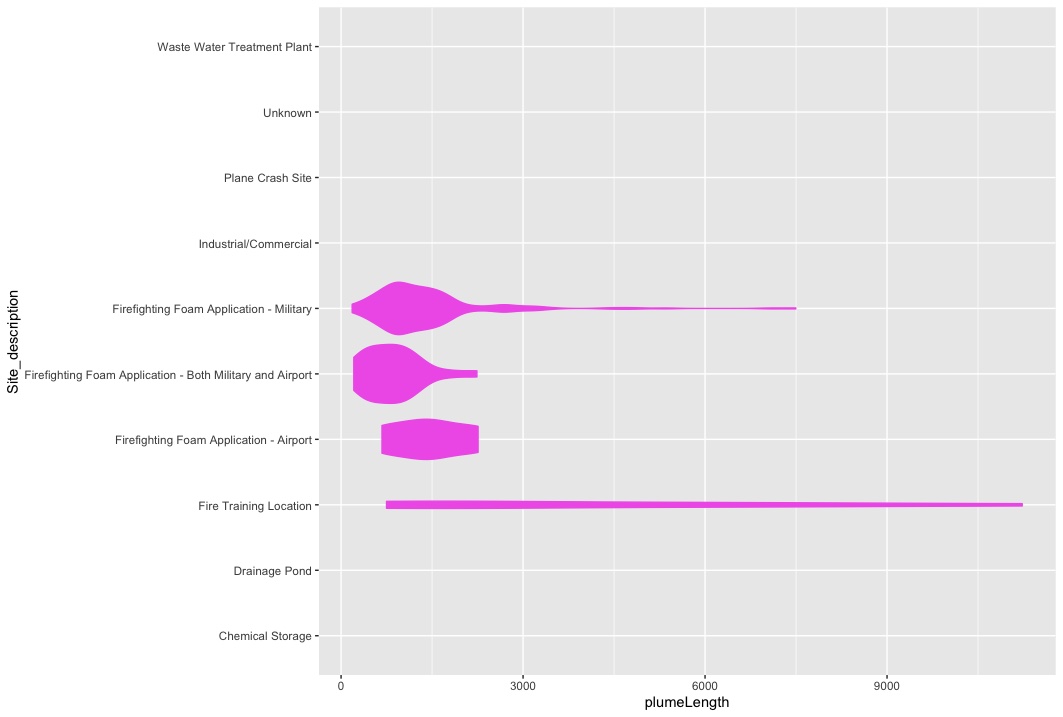 Waste Water Treatment Plant
Unknown
Plane Crash Site
Industrial/Commercial
Firefighting Foam Application - Military
Firefighting Foam Application - Both Military and Airport
Firefighting Foam Application - Airport
Fire Training Location
Drainage Pond
Chemical Storage
Site_description
0 3000 6000 9000
plumeLength